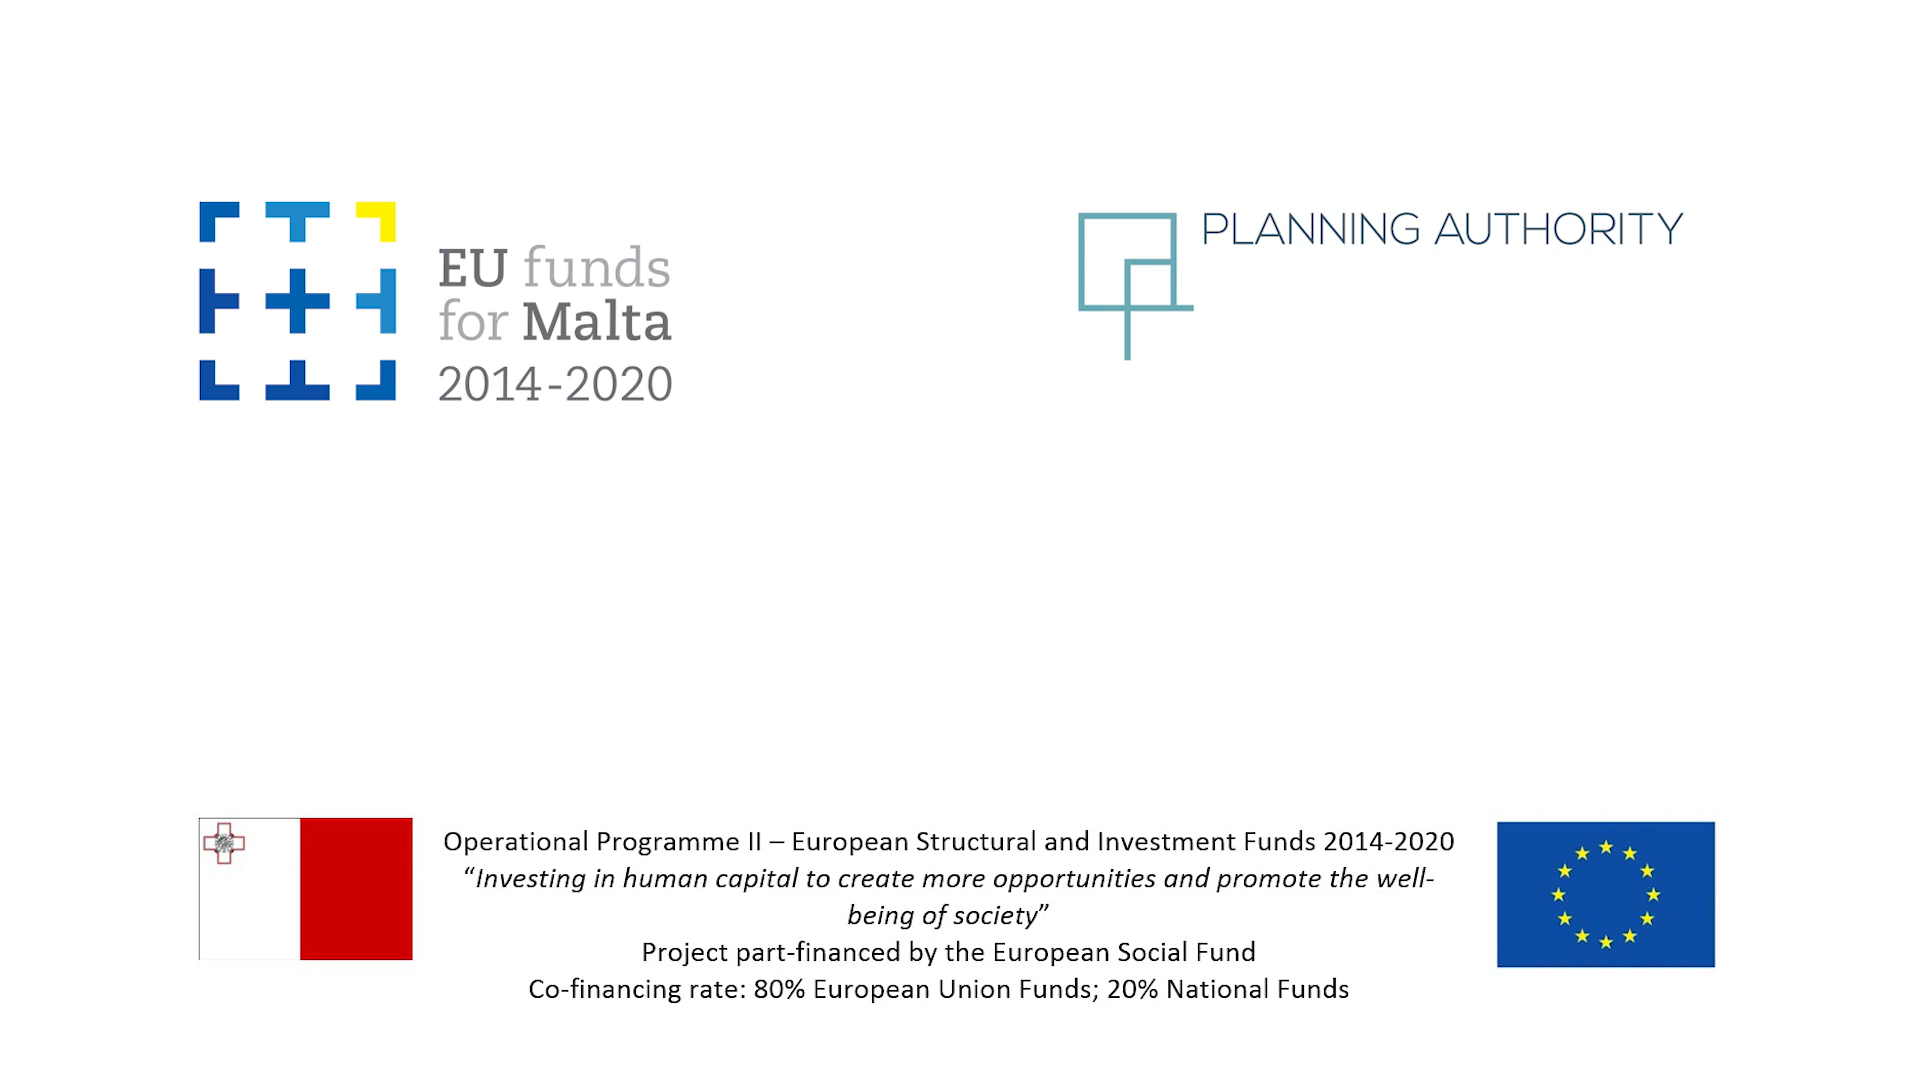 EU funds
for Malta
2014-2020
PLANNING AUTHORITY
Operational Programme II – European Structural and Investment Funds 2014-2020
“Investing in human capital to create more opportunities and promote the well-
being of society”
Project part-financed by the European Social Fund
Co-financing rate: 80% European Union Funds; 20% National Funds